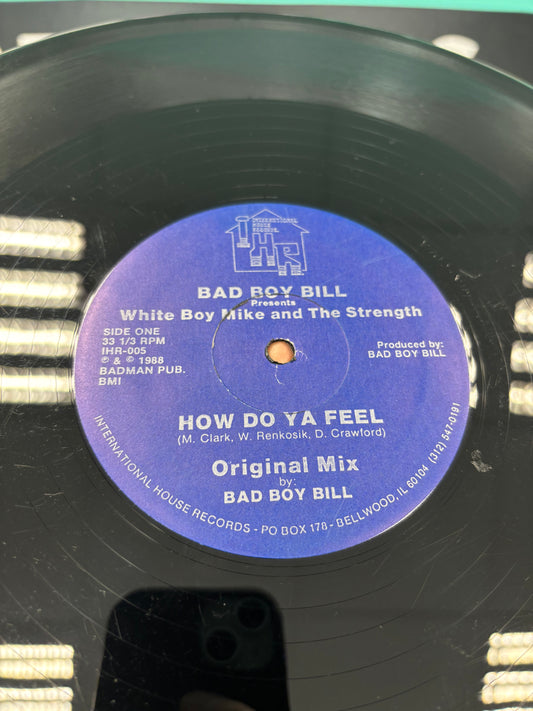 INTERNATIONAL
HOUSE
RECORDS
IHR
BAD BOY BILL
Presents
White Boy Mike and The Strength
SIDE ONE
33 1/3 RPM
IHR-005
℗ & © 1988
BADMAN PUB.
BMI
Produced by:
BAD BOY BILL
HOW DO YA FEEL
(M. Clark, W. Renkosik, D. Crawford)
Original Mix
by:
BAD BOY BILL
INTERNATIONAL HOUSE RECORDS - PO BOX 178 - BELLWOOD, IL 60104 (312) 547-0191